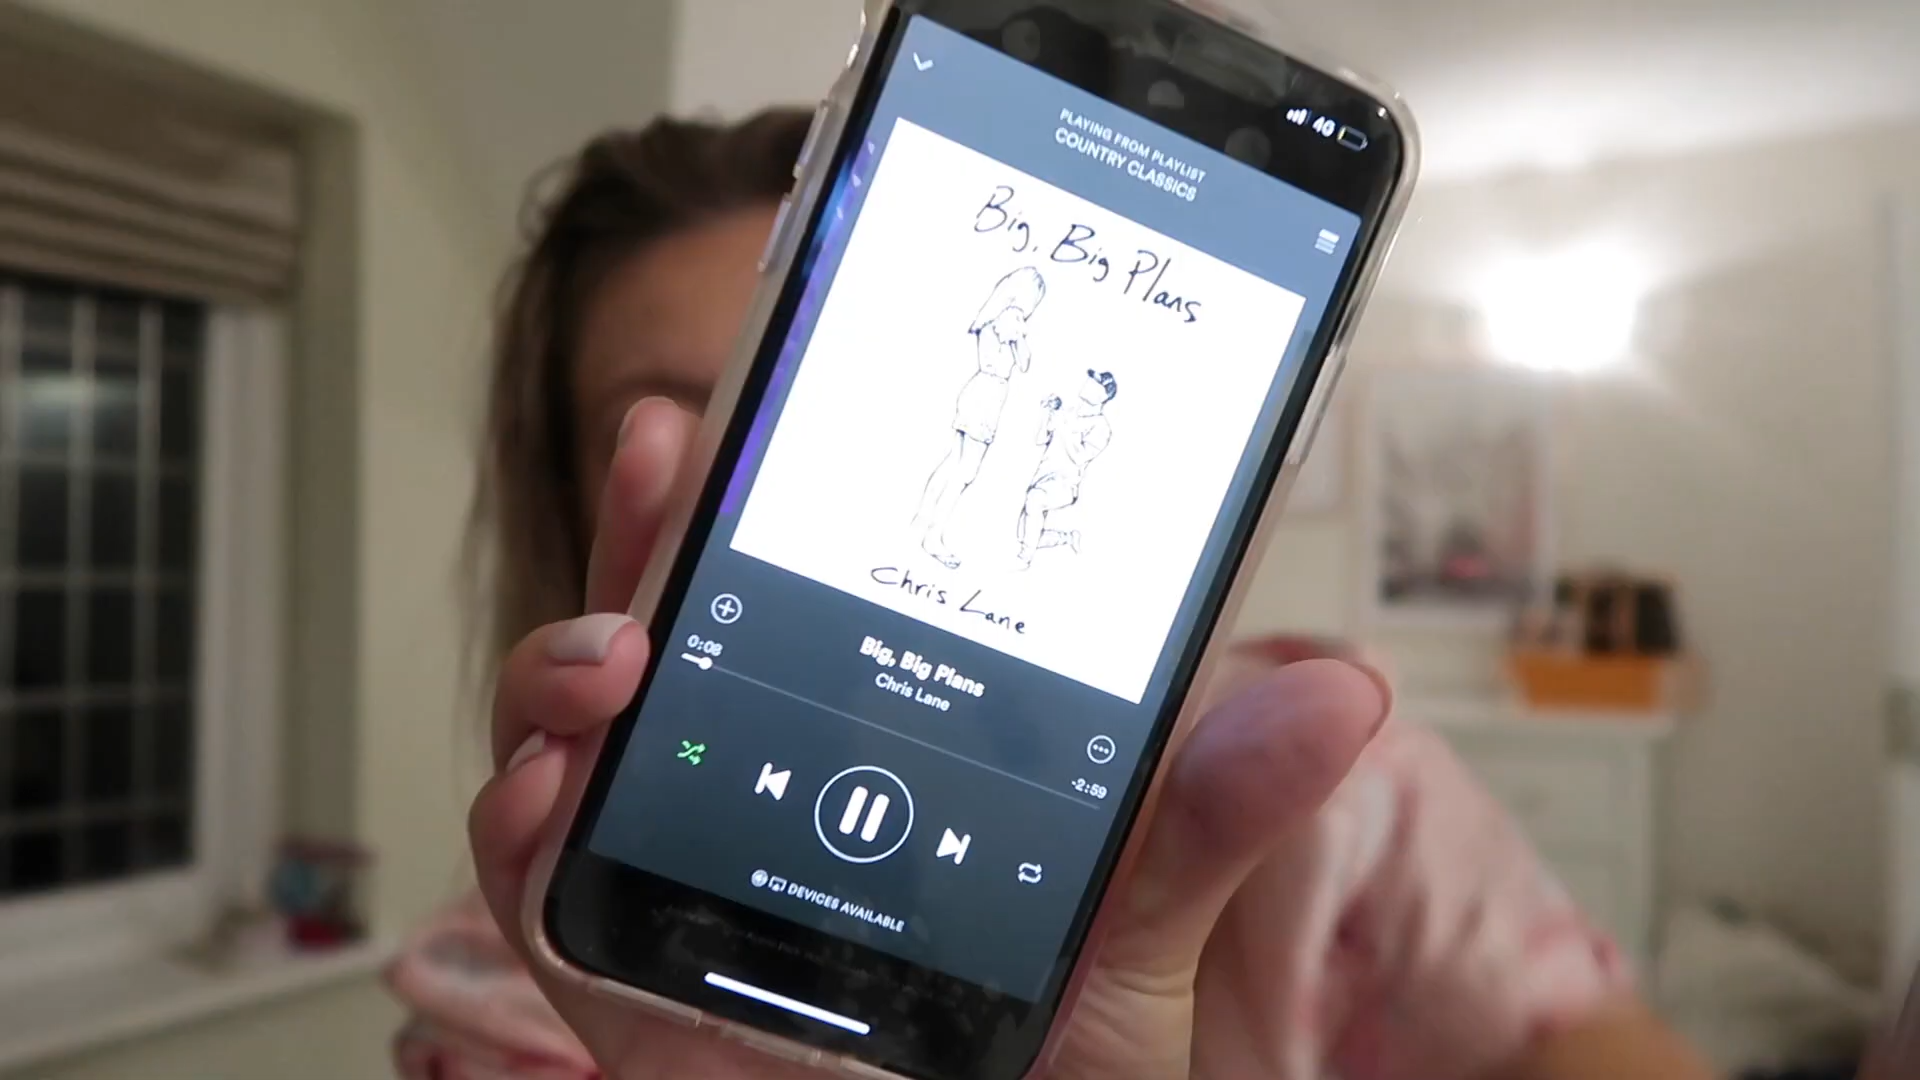 4G
PLAYING FROM PLAYLIST
COUNTRY CLASSICS
Big, Big Plans
Chris Lane
0:08
Big, Big Plans
Chris Lane
-2:59
DEVICES AVAILABLE